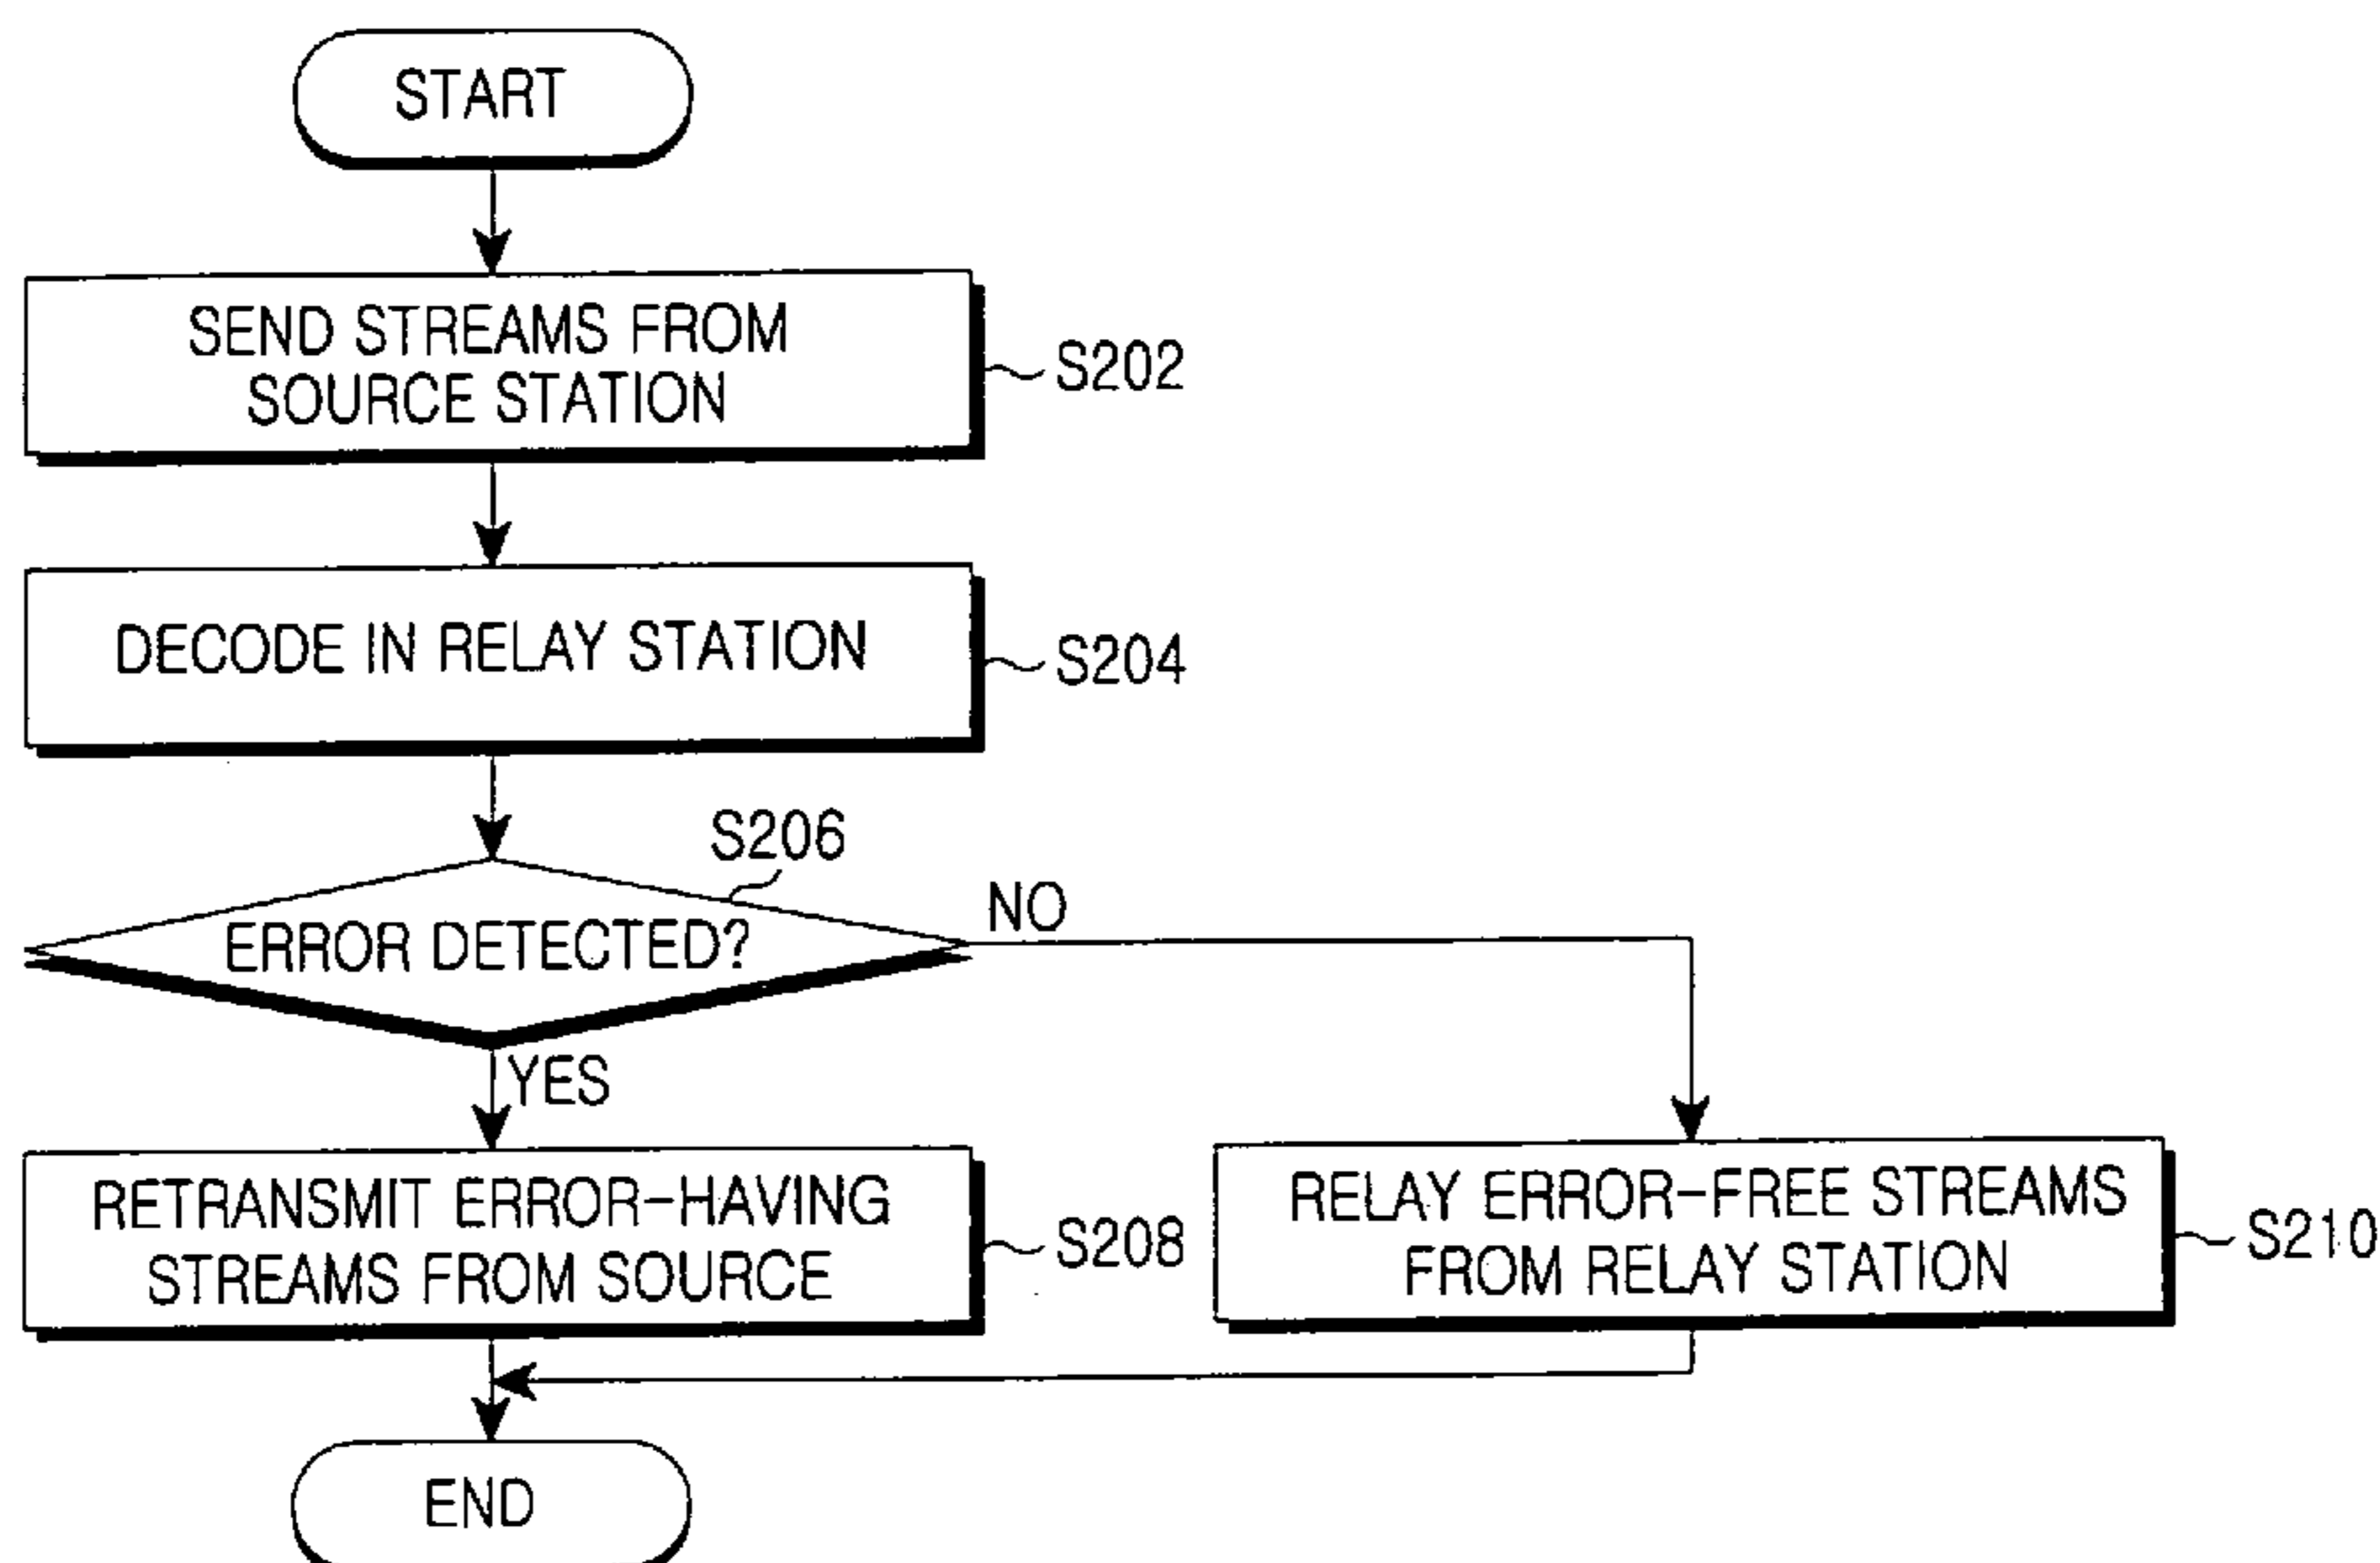 START
SEND STREAMS FROM
SOURCE STATION
S202
DECODE IN RELAY STATION
S204
S206
ERROR DETECTED?
NO
YES
RETRANSMIT ERROR-HAVING
STREAMS FROM SOURCE
S208
RELAY ERROR-FREE STREAMS
FROM RELAY STATION
S210
END